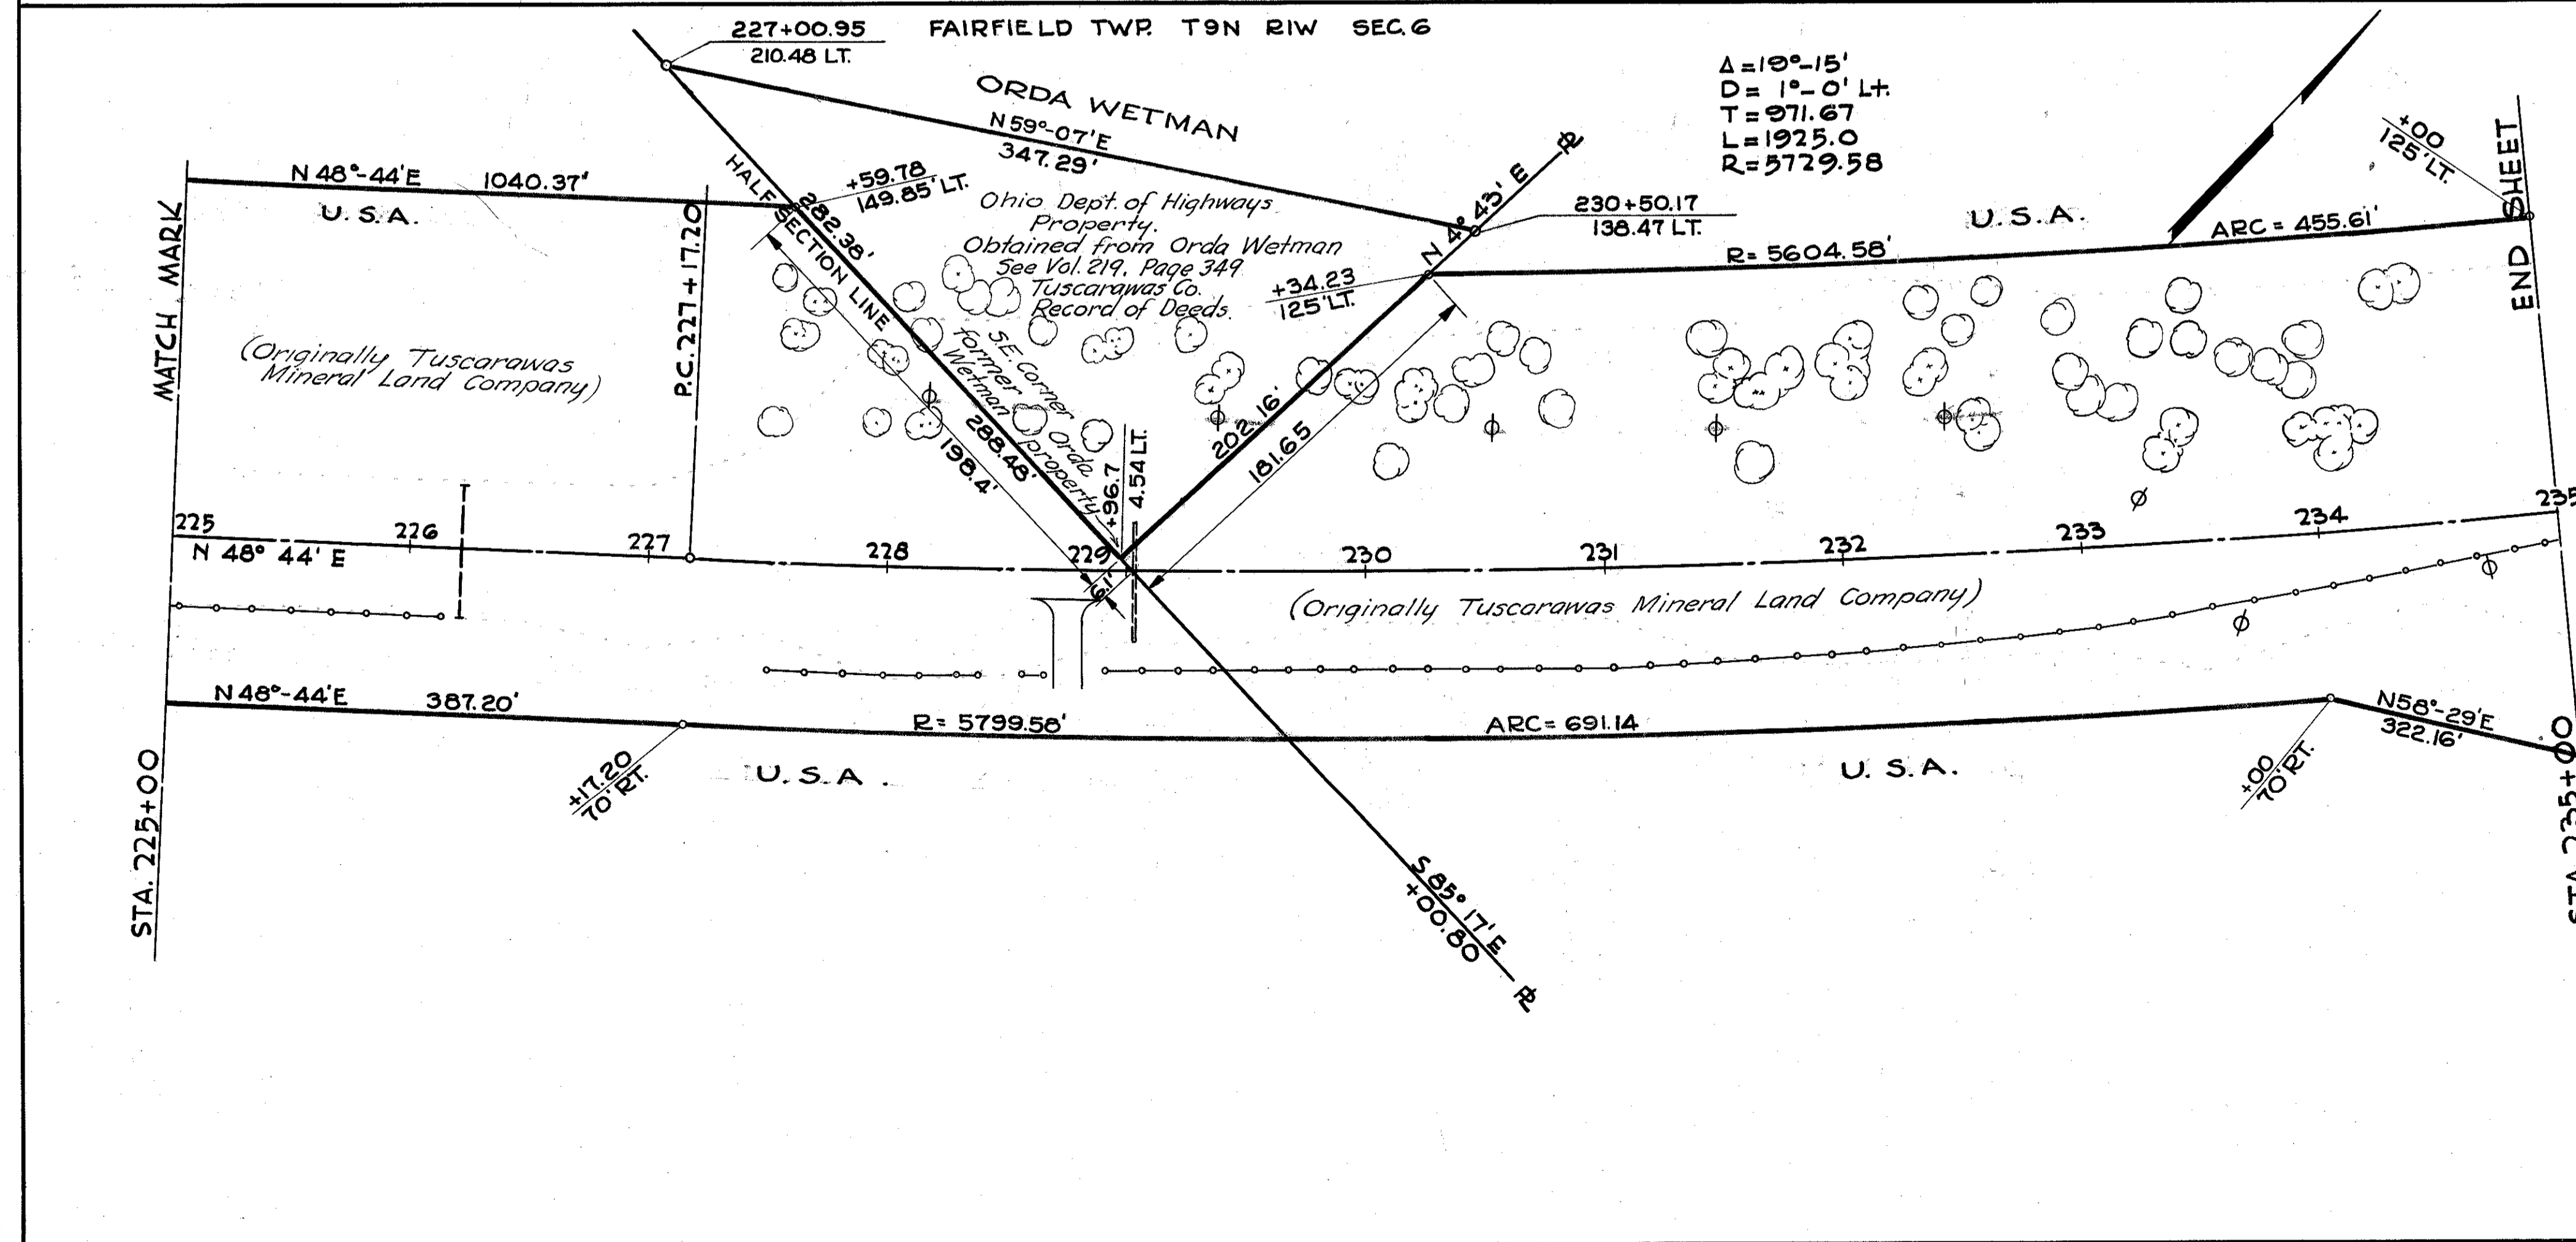 227+00.95
210.48 LT.
FAIRFIELD TWP. T9N R1W SEC. 6
Δ = 19°-15'
D = 1°-0' Lt.
T = 971.67
L = 1925.0
R = 5729.58
ORDA WETMAN
N 59°-07' E
347.29'
+00
125' LT.
END SHEET
MATCH MARK
N 48°-44' E 1040.37'
U.S.A.
HALF SECTION LINE
282.38'
+59.78
149.85' LT.
Ohio Dep't. of Highways
Property.
Obtained from Orda Wetman
See Vol. 219, Page 349
Tuscarawas Co.
Record of Deeds.
N 4° 43' E
230+50.17
138.47 LT.
U.S.A.
ARC = 455.61'
R = 5604.58'
+34.23
125' LT.
P.C. 227+17.20
(Originally Tuscarawas
Mineral Land Company)
S.E. Corner
former Orda
Wetman property
288.48'
198.4'
+96.7
4.54 LT.
202.16'
181.65
6.1'
225 226 227 228 229 230 231 232 233 234 235
N 48° 44' E
(Originally Tuscarawas Mineral Land Company)
N 48°-44' E 387.20'
R = 5799.58'
ARC = 691.14
N 58°-29' E
322.16'
+17.20
70' RT.
U.S.A.
U.S.A.
+00
70' RT.
STA. 225+00
STA. 235+00
S 85° 17' E
+00.80